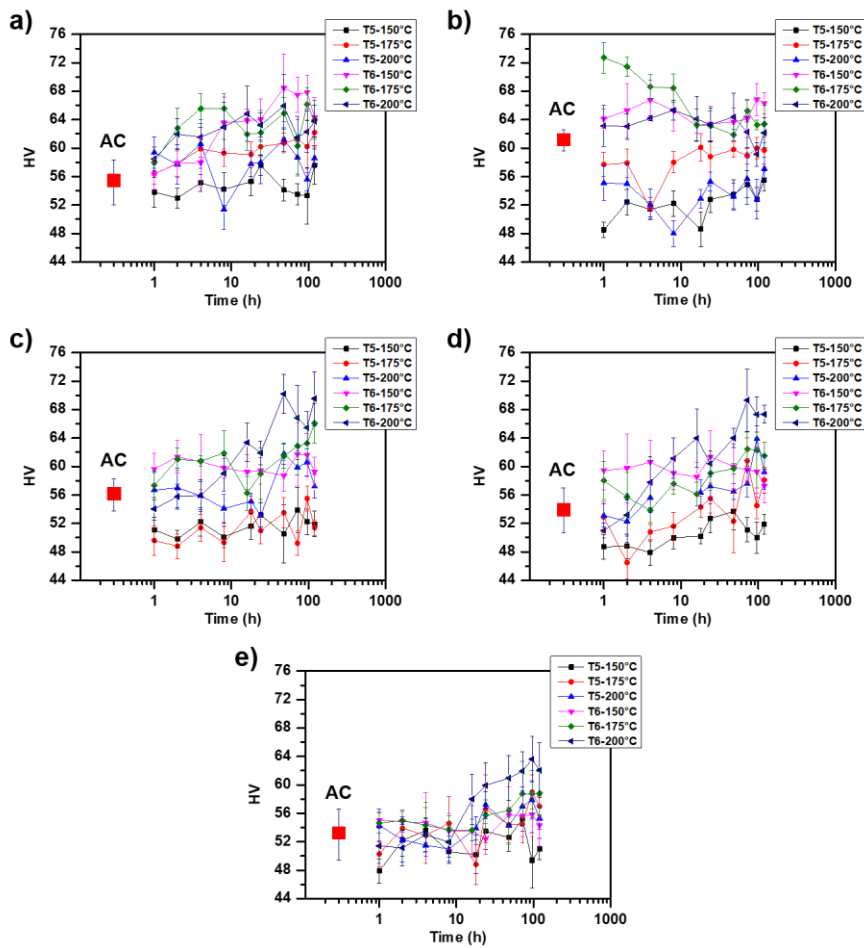 a)
76
72
68
64
60
56
52
48
44
HV
AC
T5-150°C
T5-175°C
T5-200°C
T6-150°C
T6-175°C
T6-200°C
1 10 100 1000
Time (h)
b)
76
72
68
64
60
56
52
48
44
HV
AC
T5-150°C
T5-175°C
T5-200°C
T6-150°C
T6-175°C
T6-200°C
1 10 100 1000
Time (h)
c)
76
72
68
64
60
56
52
48
44
HV
AC
T5-150°C
T5-175°C
T5-200°C
T6-150°C
T6-175°C
T6-200°C
1 10 100 1000
Time (h)
d)
76
72
68
64
60
56
52
48
44
HV
AC
T5-150°C
T5-175°C
T5-200°C
T6-150°C
T6-175°C
T6-200°C
1 10 100 1000
Time (h)
e)
76
72
68
64
60
56
52
48
44
HV
AC
T5-150°C
T5-175°C
T5-200°C
T6-150°C
T6-175°C
T6-200°C
1 10 100 1000
Time (h)